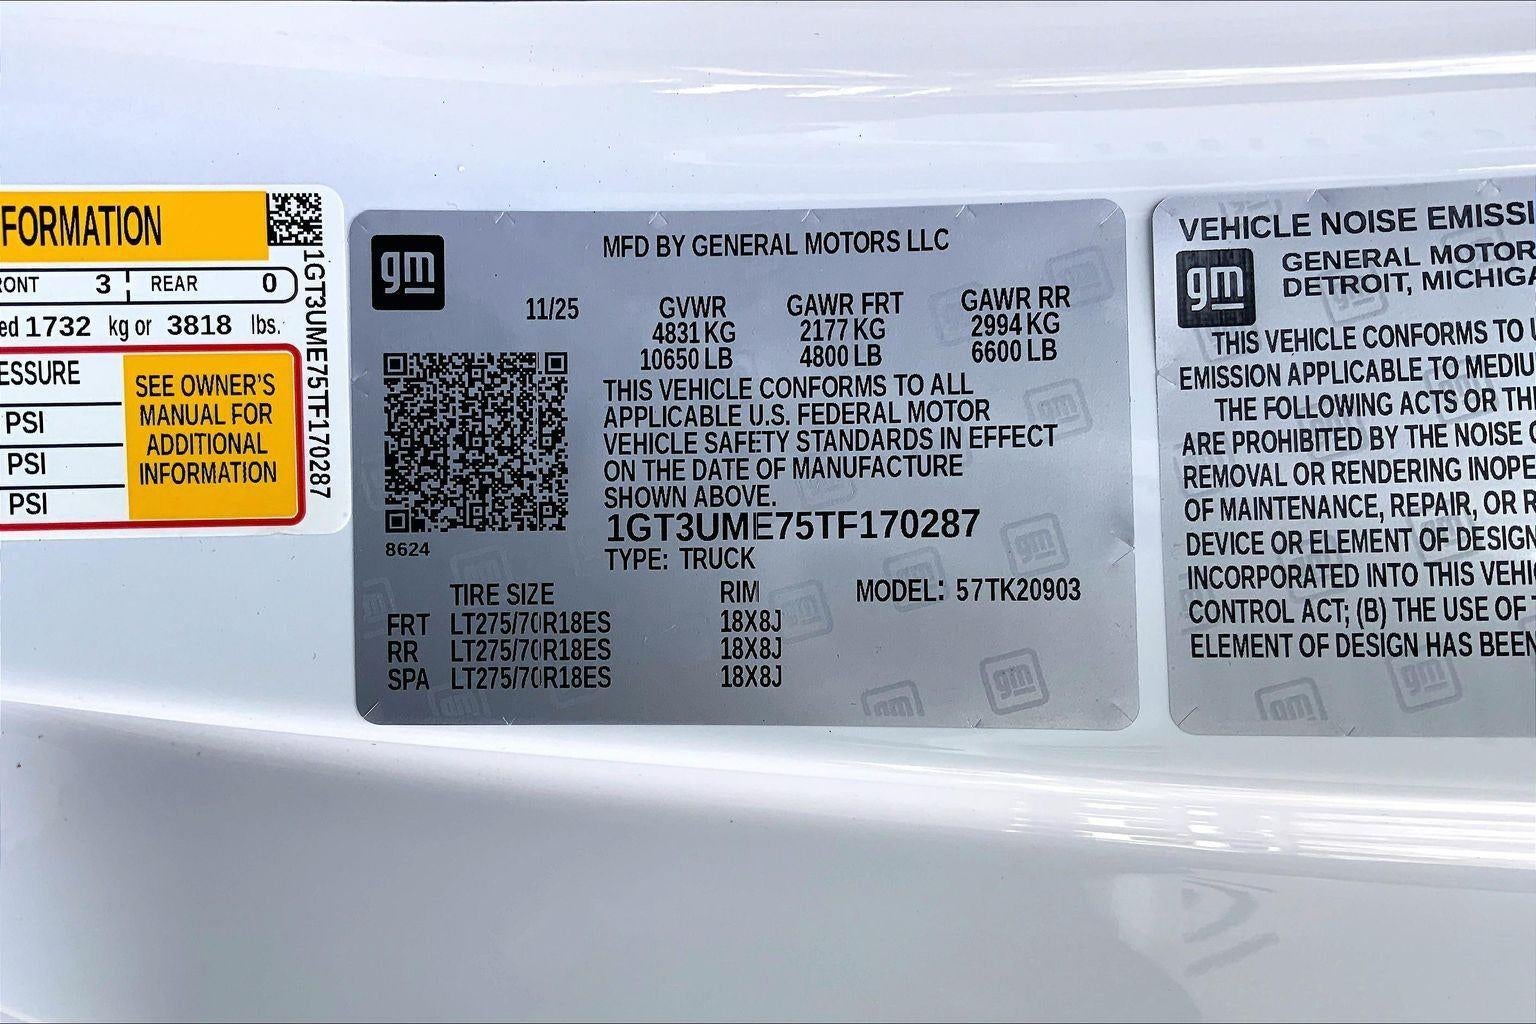 FORMATION
RONT 3 REAR 0
ed 1732 kg or 3818 lbs.
ESSURE
PSI
PSI
PSI
SEE OWNER'S
MANUAL FOR
ADDITIONAL
INFORMATION
1GT3UME75TF170287
gm
MFD BY GENERAL MOTORS LLC
11/25 GVWR GAWR FRT GAWR RR
4831 KG 2177 KG 2994 KG
10650 LB 4800 LB 6600 LB
THIS VEHICLE CONFORMS TO ALL
APPLICABLE U.S. FEDERAL MOTOR
VEHICLE SAFETY STANDARDS IN EFFECT
ON THE DATE OF MANUFACTURE
SHOWN ABOVE.
1GT3UME75TF170287
8624
TYPE: TRUCK
TIRE SIZE RIM MODEL: 57TK20903
FRT LT275/70R18ES 18X8J
RR LT275/70R18ES 18X8J
SPA LT275/70R18ES 18X8J
VEHICLE NOISE EMISSI
gm
GENERAL MOTOR
DETROIT, MICHIGA
THIS VEHICLE CONFORMS TO U
EMISSION APPLICABLE TO MEDIU
THE FOLLOWING ACTS OR THE
ARE PROHIBITED BY THE NOISE C
REMOVAL OR RENDERING INOPE
OF MAINTENANCE, REPAIR, OR R
DEVICE OR ELEMENT OF DESIGN
INCORPORATED INTO THIS VEHIC
CONTROL ACT; (B) THE USE OF T
ELEMENT OF DESIGN HAS BEEN